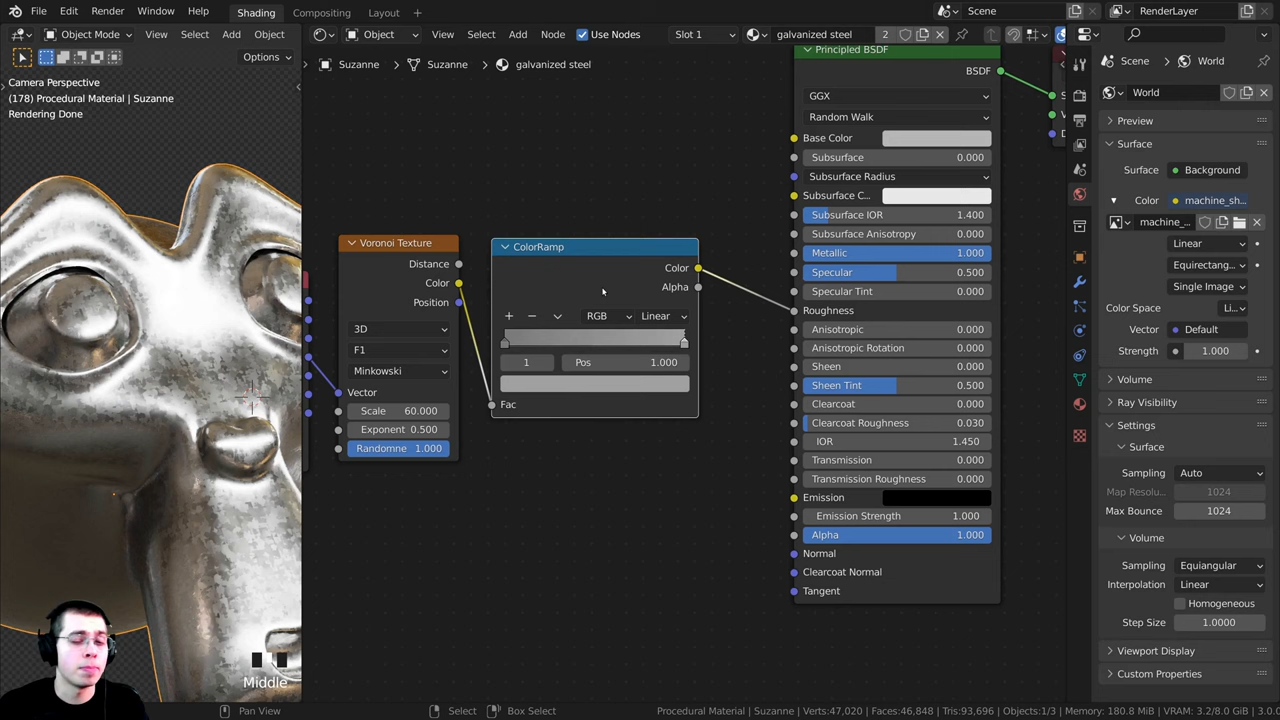 File Edit Render Window Help Shading Compositing Layout + Scene RenderLayer
Object Mode View Select Add Object Object View Select Add Node Use Nodes Slot 1 galvanized steel 2
Options Suzanne > Suzanne > galvanized steel Scene > World
Camera Perspective
(178) Procedural Material | Suzanne
Rendering Done
Voronoi Texture
Distance
Color
Position
3D
F1
Minkowski
Vector
Scale 60.000
Exponent 0.500
Randomne 1.000
ColorRamp
Color
Alpha
RGB Linear
1 Pos 1.000
Fac
Principled BSDF
BSDF
GGX
Random Walk
Base Color
Subsurface 0.000
Subsurface Radius
Subsurface C...
Subsurface IOR 1.400
Subsurface Anisotropy 0.000
Metallic 1.000
Specular 0.500
Specular Tint 0.000
Roughness
Anisotropic 0.000
Anisotropic Rotation 0.000
Sheen 0.000
Sheen Tint 0.500
Clearcoat 0.000
Clearcoat Roughness 0.030
IOR 1.450
Transmission 0.000
Transmission Roughness 0.000
Emission
Emission Strength 1.000
Alpha 1.000
Normal
Clearcoat Normal
Tangent
World
Preview
Surface
Surface Background
Color machine_sh...
machine_...
Linear
Equirectang...
Single Image
Color Space Li...
Vector Default
Strength 1.000
Volume
Ray Visibility
Settings
Surface
Sampling Auto
Map Resolu... 1024
Max Bounce 1024
Volume
Sampling Equiangular
Interpolation Linear
Homogeneous
Step Size 1.0000
Viewport Display
Custom Properties
Middle
Pan View Select Box Select Procedural Material | Suzanne | Verts:47,020 | Faces:46,848 | Tris:93,696 | Objects:1/3 | Memory: 180.8 MiB | VRAM: 3.2/8.0 GiB | 3.0.